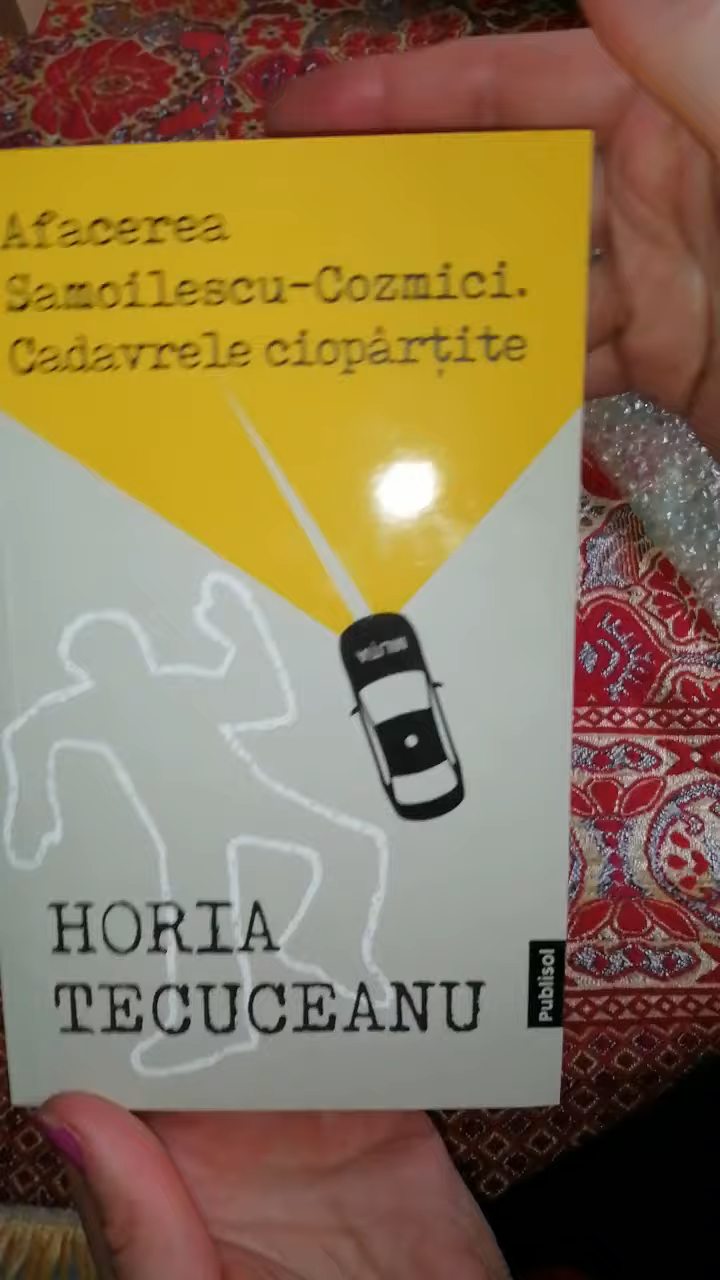 Afacerea
Samoilescu-Cozmici.
Cadavrele ciopârțite
HORIA
TECUCEANU
Publisol